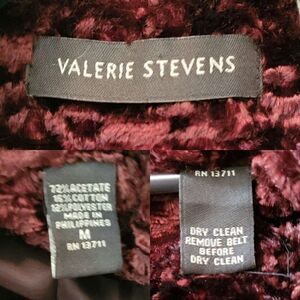 VALERIE STEVENS
72% ACETATE
16% COTTON
12% POLYESTER
MADE IN
PHILIPPINES
M
RN 13711
RN 13711
DRY CLEAN
REMOVE BELT
BEFORE
DRY CLEAN